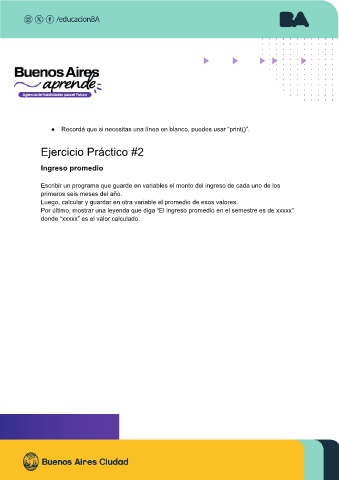 /educacionBA
BA
Buenos Aires
aprende
Agencia de Habilidades para el Futuro
● Recordá que si necesitas una línea en blanco, puedes usar "print()".
Ejercicio Práctico #2
Ingreso promedio
Escribir un programa que guarde en variables el monto del ingreso de cada uno de los
primeros seis meses del año.
Luego, calcular y guardar en otra variable el promedio de esos valores.
Por último, mostrar una leyenda que diga "El ingreso promedio en el semestre es de xxxxx"
donde "xxxxx" es el valor calculado.
Buenos Aires Ciudad